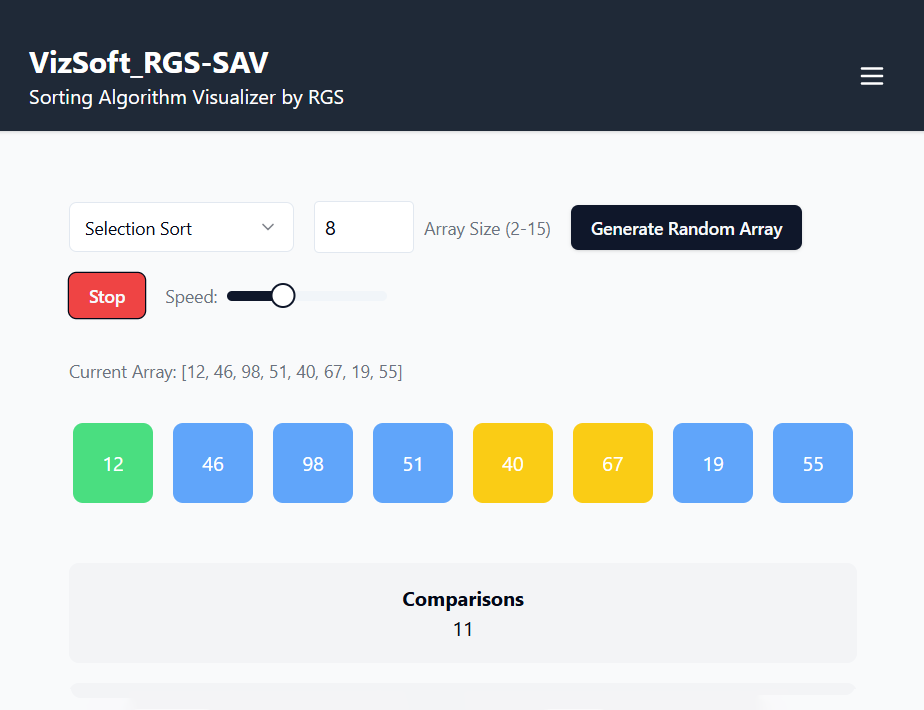 VizSoft_RGS-SAV
Sorting Algorithm Visualizer by RGS
Selection Sort
8
Array Size (2-15)
Generate Random Array
Stop
Speed:
Current Array: [12, 46, 98, 51, 40, 67, 19, 55]
12 46 98 51 40 67 19 55
Comparisons
11